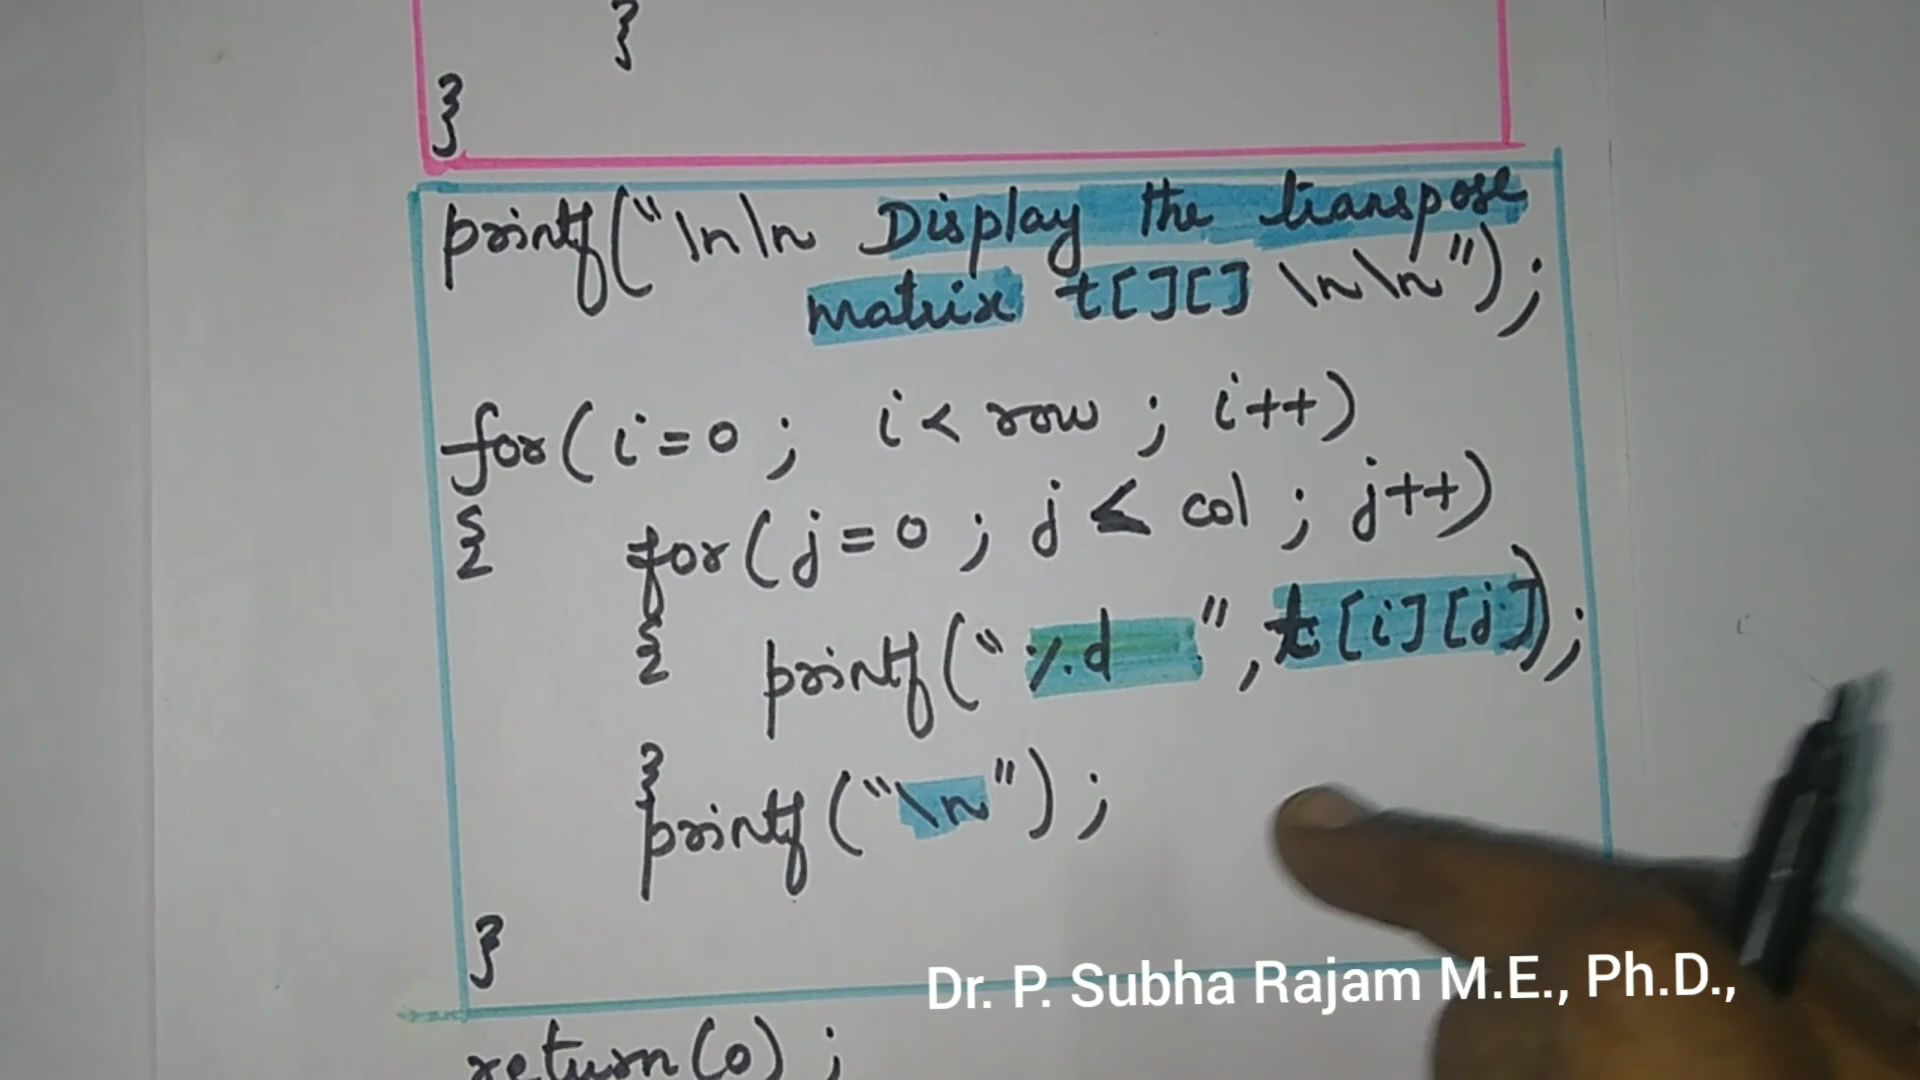 }
}
printf("\n\n Display the transpose
matrix t[][] \n\n");
for(i=0; i< row ; i++)
{ for(j=0; j< col ; j++)
{ printf("%d ",t[i][j]);
}
printf("\n");
}
Dr. P. Subha Rajam M.E., Ph.D.,
return(0);